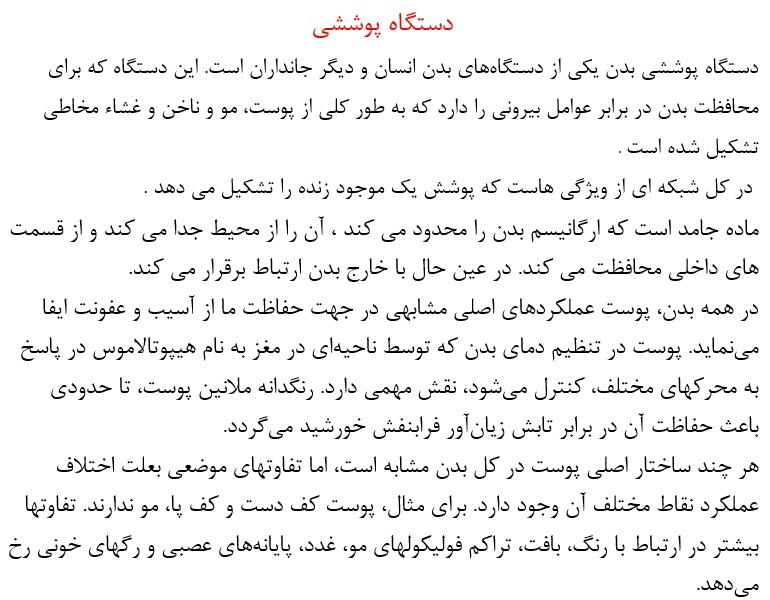 دستگاه پوششی
دستگاه پوششی بدن یکی از دستگاه‌های بدن انسان و دیگر جانداران است. این دستگاه که برای
محافظت بدن در برابر عوامل بیرونی را دارد که به طور کلی از پوست، مو و ناخن و غشاء مخاطی
تشکیل شده است .
در کل شبکه ای از ویژگی هاست که پوشش یک موجود زنده را تشکیل می دهد .
ماده جامد است که ارگانیسم بدن را محدود می کند ، آن را از محیط جدا می کند و از قسمت
های داخلی محافظت می کند. در عین حال با خارج بدن ارتباط برقرار می کند.
در همه بدن، پوست عملکردهای اصلی مشابهی در جهت حفاظت ما از آسیب و عفونت ایفا
می‌نماید. پوست در تنظیم دمای بدن که توسط ناحیه‌ای در مغز به نام هیپوتالاموس در پاسخ
به محرکهای مختلف، کنترل می‌شود، نقش مهمی دارد. رنگدانه ملانین پوست، تا حدودی
باعث حفاظت آن در برابر تابش زیان‌آور فرابنفش خورشید می‌گردد.
هر چند ساختار اصلی پوست در کل بدن مشابه است، اما تفاوتهای موضعی بعلت اختلاف
عملکرد نقاط مختلف آن وجود دارد. برای مثال، پوست کف دست و کف پا، مو ندارند. تفاوتها
بیشتر در ارتباط با رنگ، بافت، تراکم فولیکولهای مو، غدد، پایانه‌های عصبی و رگهای خونی رخ
می‌دهد.